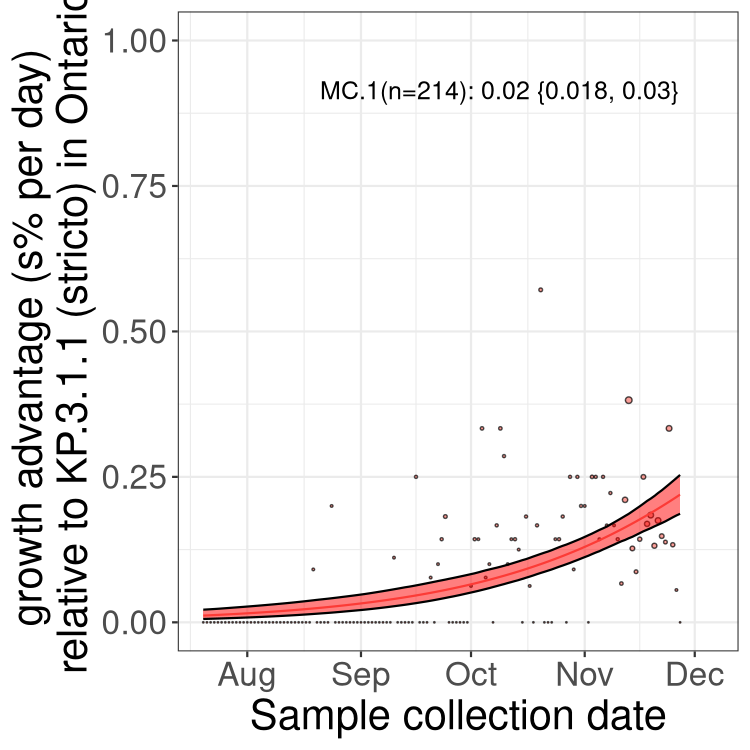 growth advantage (s% per day)
relative to KP.3.1.1 (stricto) in Ontario
1.00
0.75
0.50
0.25
0.00
MC.1(n=214): 0.02 {0.018, 0.03}
Aug Sep Oct Nov Dec
Sample collection date